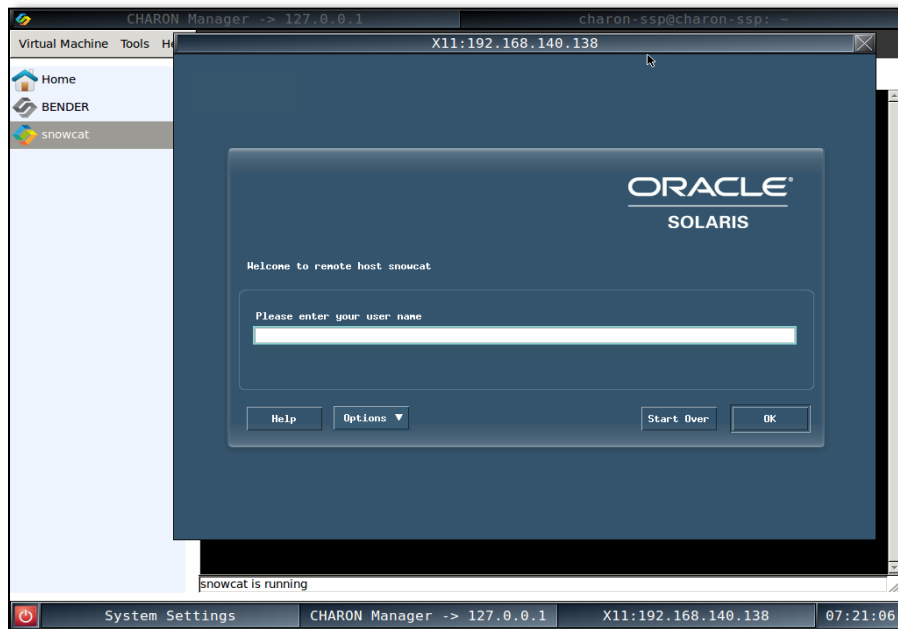 CHARON Manager -> 127.0.0.1
charon-ssp@charon-ssp: ~
Virtual Machine Tools
X11:192.168.140.138
Home
BENDER
snowcat
ORACLE
SOLARIS
Welcome to remote host snowcat
Please enter your user name
Help Options ▼ Start Over OK
snowcat is running
System Settings CHARON Manager -> 127.0.0.1 X11:192.168.140.138 07:21:06